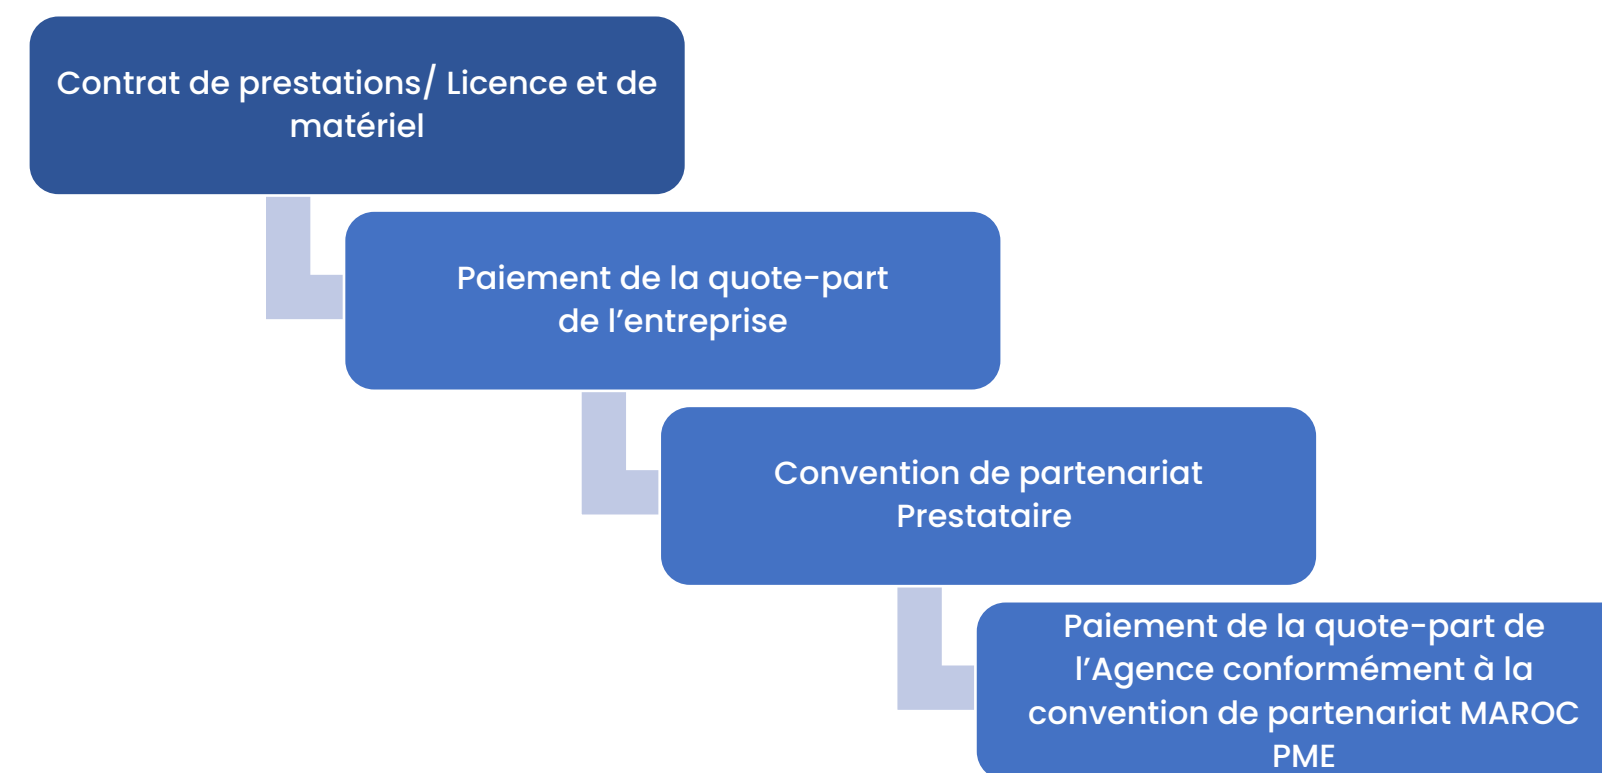 Contrat de prestations/ Licence et de
matériel
Paiement de la quote-part
de l’entreprise
Convention de partenariat
Prestataire
Paiement de la quote-part de
l’Agence conformément à la
convention de partenariat MAROC
PME